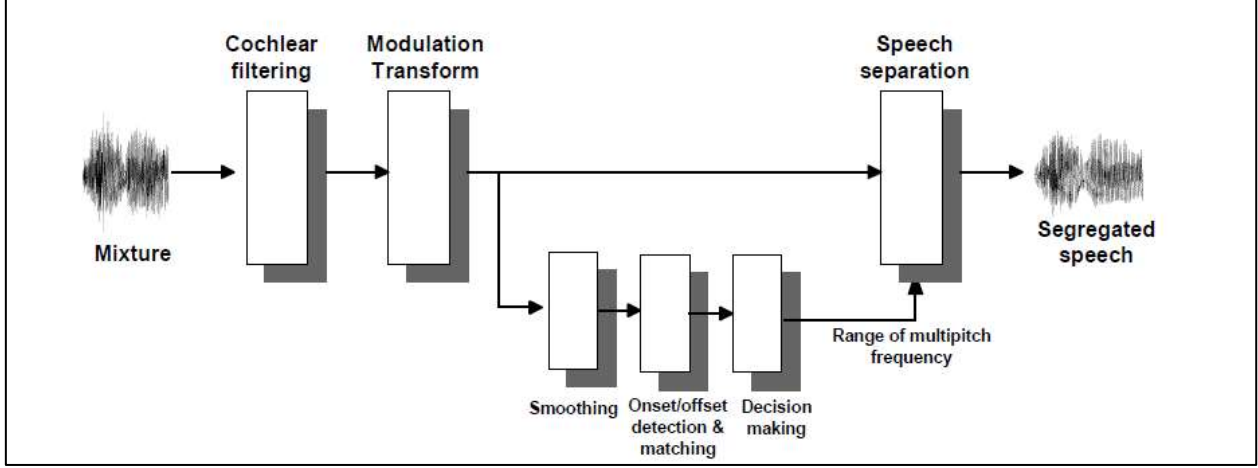 Cochlear
filtering
Modulation
Transform
Speech
separation
Mixture
Segregated
speech
Range of multipitch
frequency
Smoothing
Onset/offset
detection &
matching
Decision
making